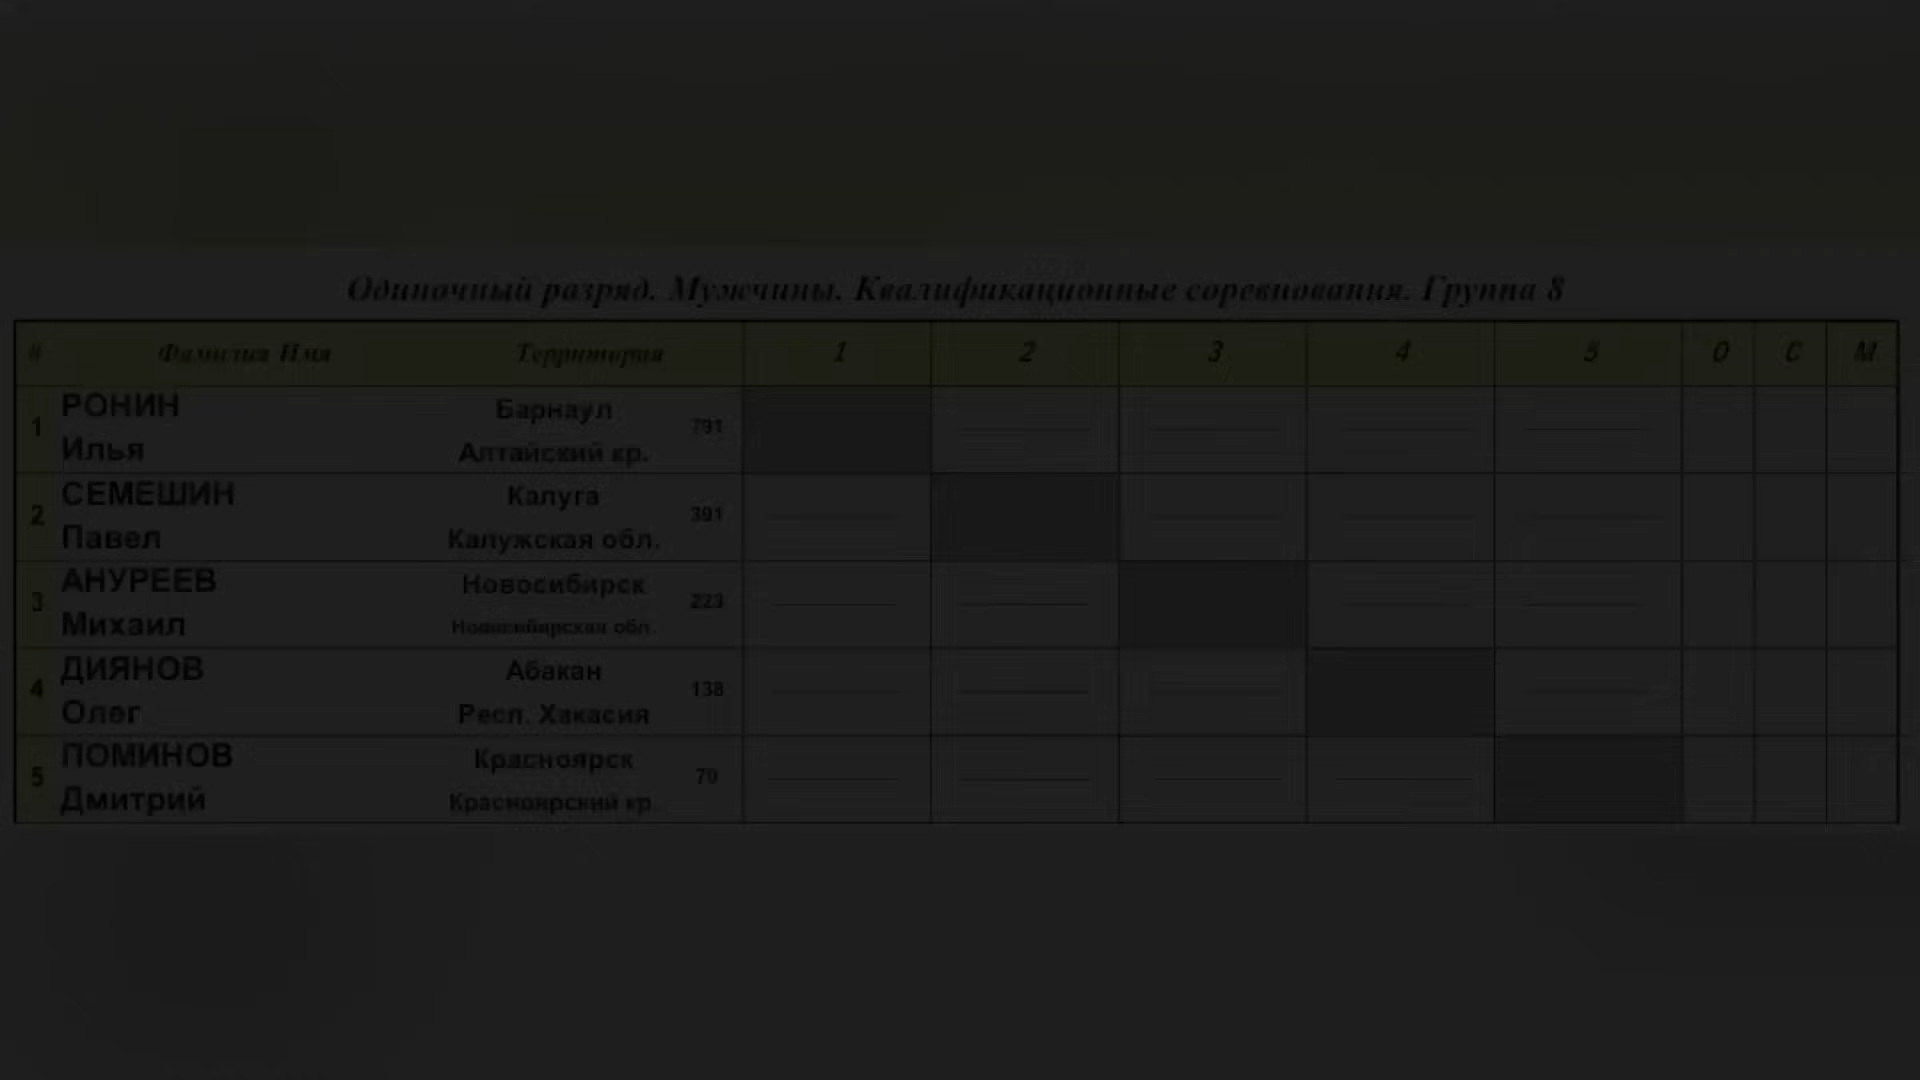 Одиночный разряд. Мужчины. Квалификационные соревнования. Группа 8
# Фамилия Имя Территория 1 2 3 4 5 О С М
1 РОНИН Барнаул 791
Илья Алтайский кр.
2 СЕМЕШИН Калуга 391
Павел Калужская обл.
3 АНУРЕЕВ Новосибирск 223
Михаил Новосибирская обл.
4 ДИЯНОВ Абакан 138
Олег Респ. Хакасия
5 ПОМИНОВ Красноярск 70
Дмитрий Красноярский кр.